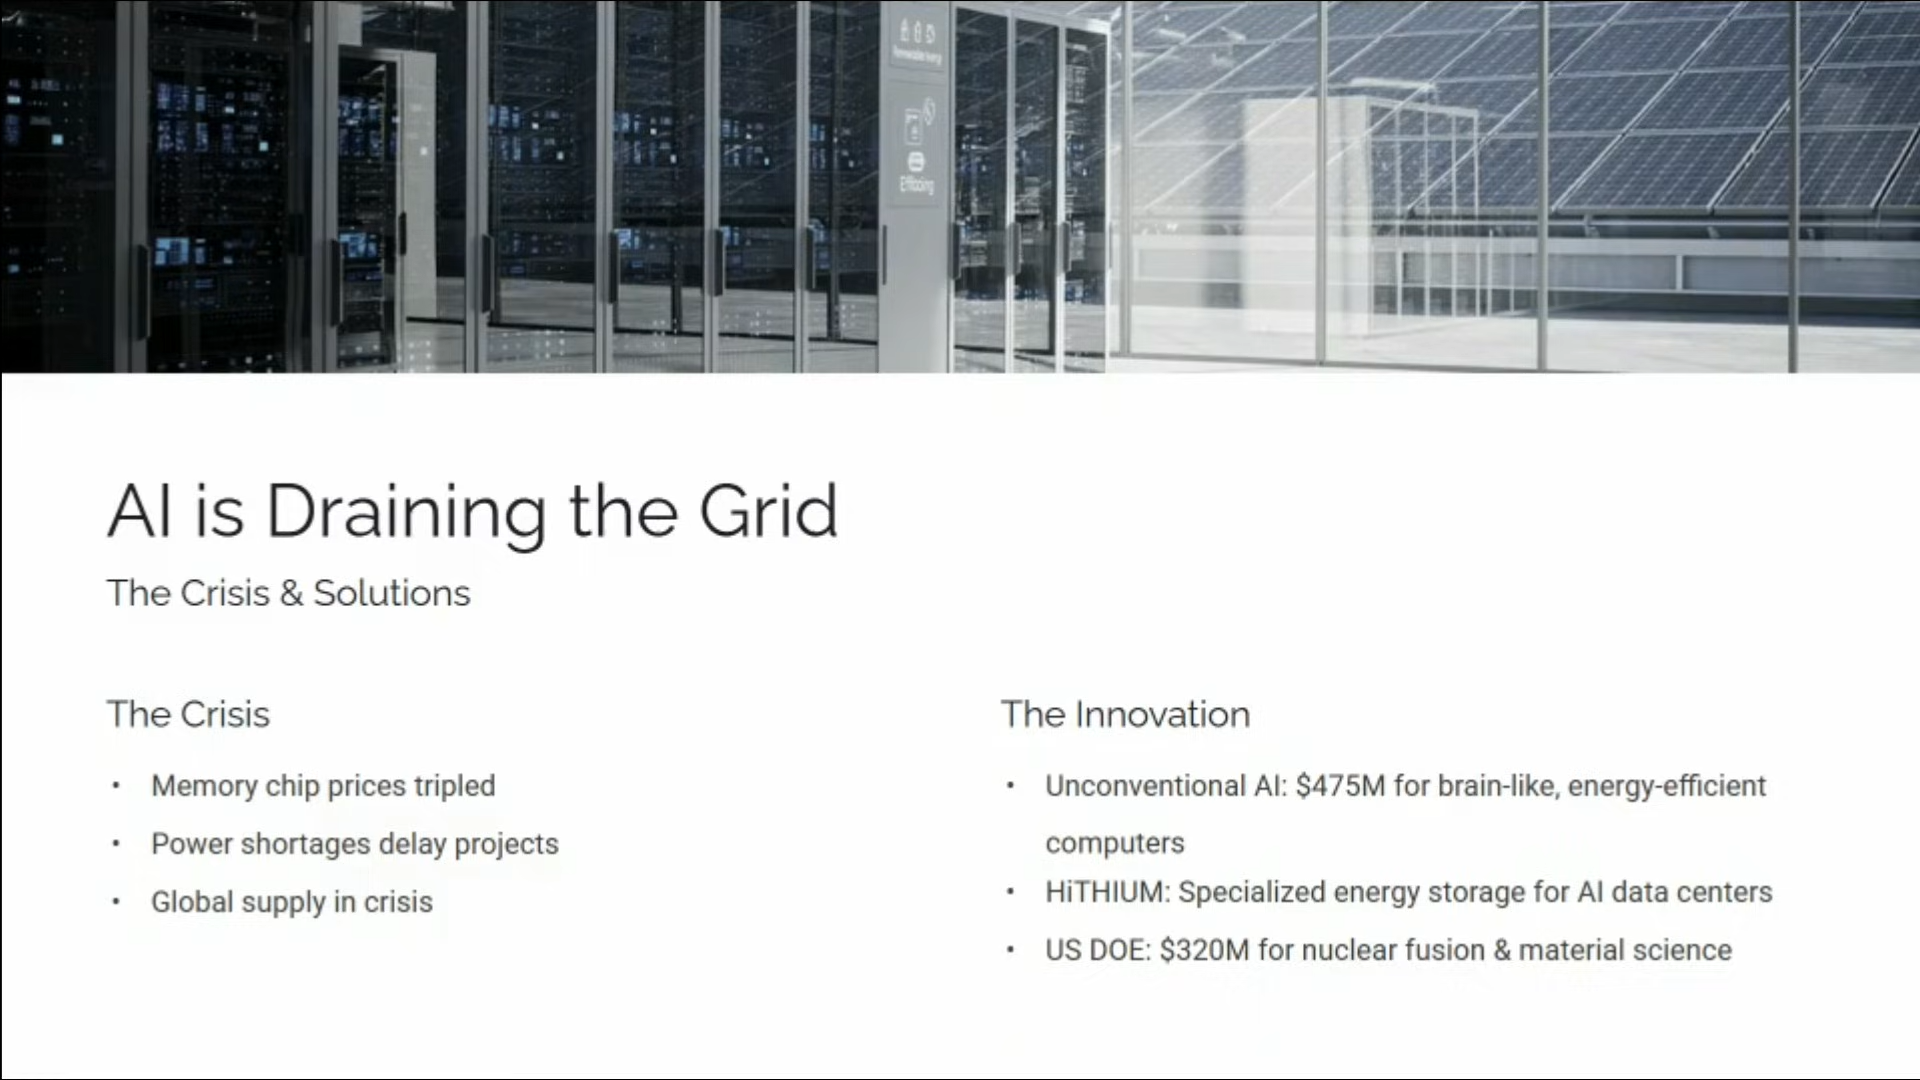 AI is Draining the Grid
The Crisis & Solutions
The Crisis
• Memory chip prices tripled
• Power shortages delay projects
• Global supply in crisis
The Innovation
• Unconventional AI: $475M for brain-like, energy-efficient
computers
• HiTHIUM: Specialized energy storage for AI data centers
• US DOE: $320M for nuclear fusion & material science